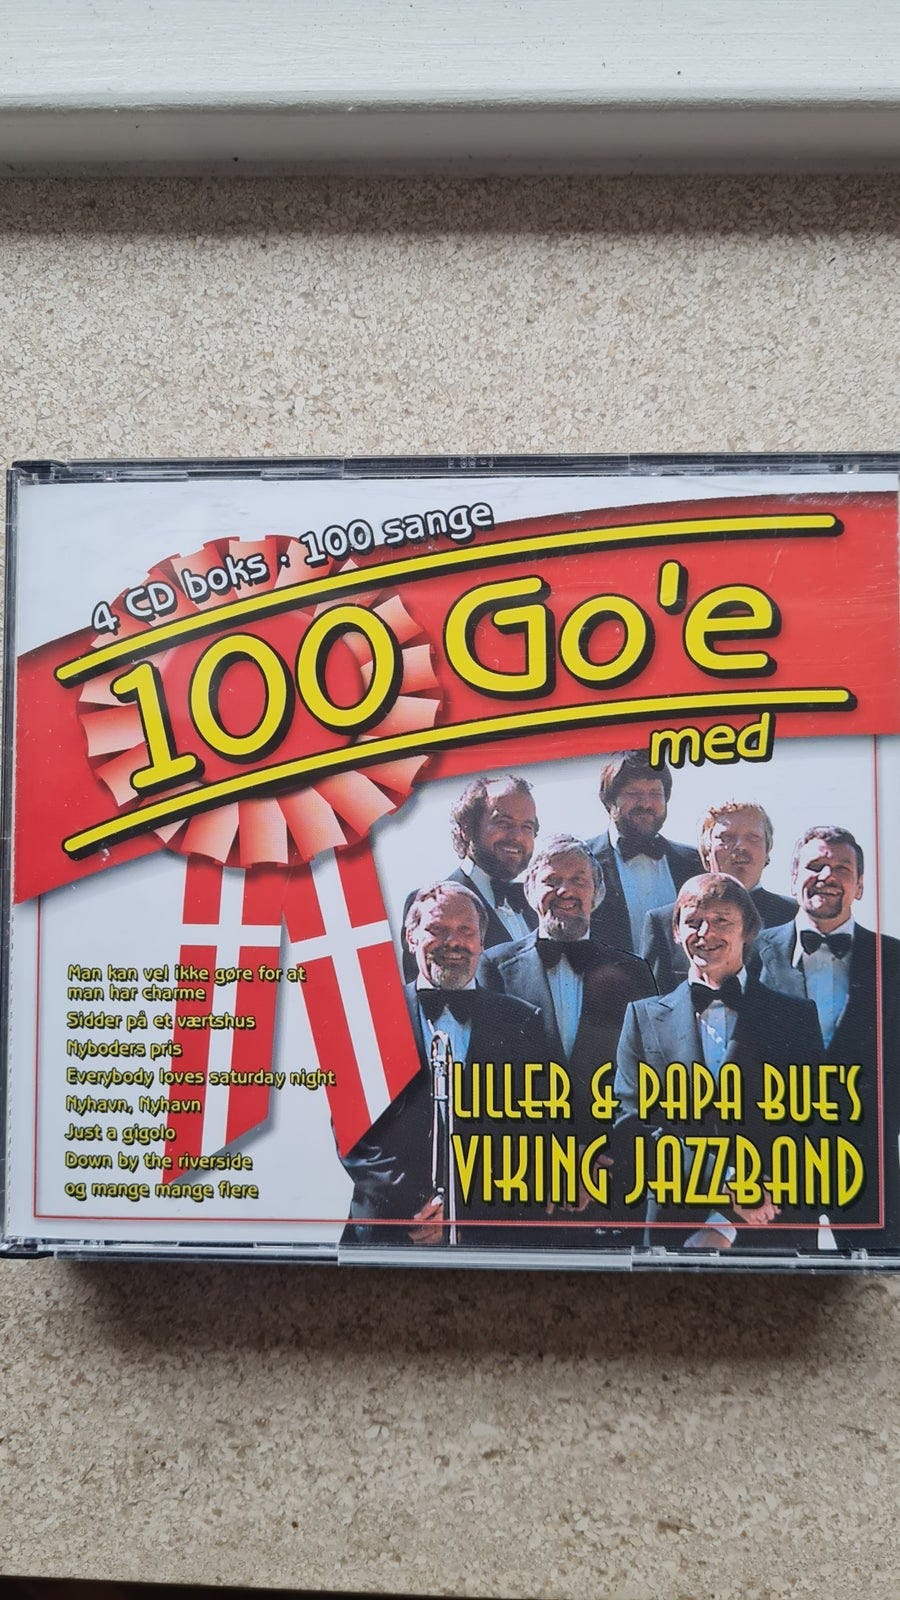 4 CD boks · 100 sange
100 Go'e
med
Man kan vel ikke gøre for at
man har charme
Sidder på et værtshus
Nyboders pris
Everybody loves saturday night
Nyhavn, Nyhavn
Just a gigolo
Down by the riverside
og mange mange flere
LILLER & PAPA BUE'S
VIKING JAZZBAND